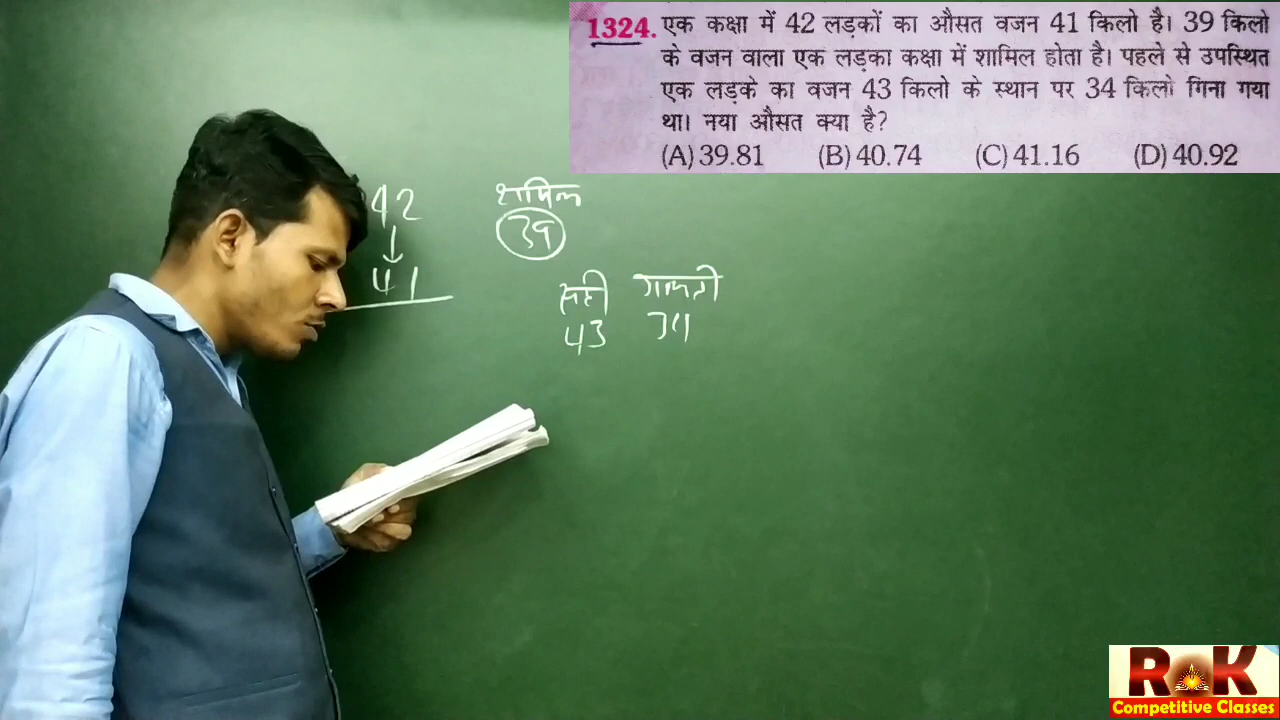 1324. एक कक्षा में 42 लड़कों का औसत वजन 41 किलो है। 39 किलो
के वजन वाला एक लड़का कक्षा में शामिल होता है। पहले से उपस्थित
एक लड़के का वजन 43 किलो के स्थान पर 34 किलो गिना गया
था। नया औसत क्या है?
(A) 39.81 (B) 40.74 (C) 41.16 (D) 40.92
42 शामिल
39
41
सही गलती
43 34
RK
Competitive Classes